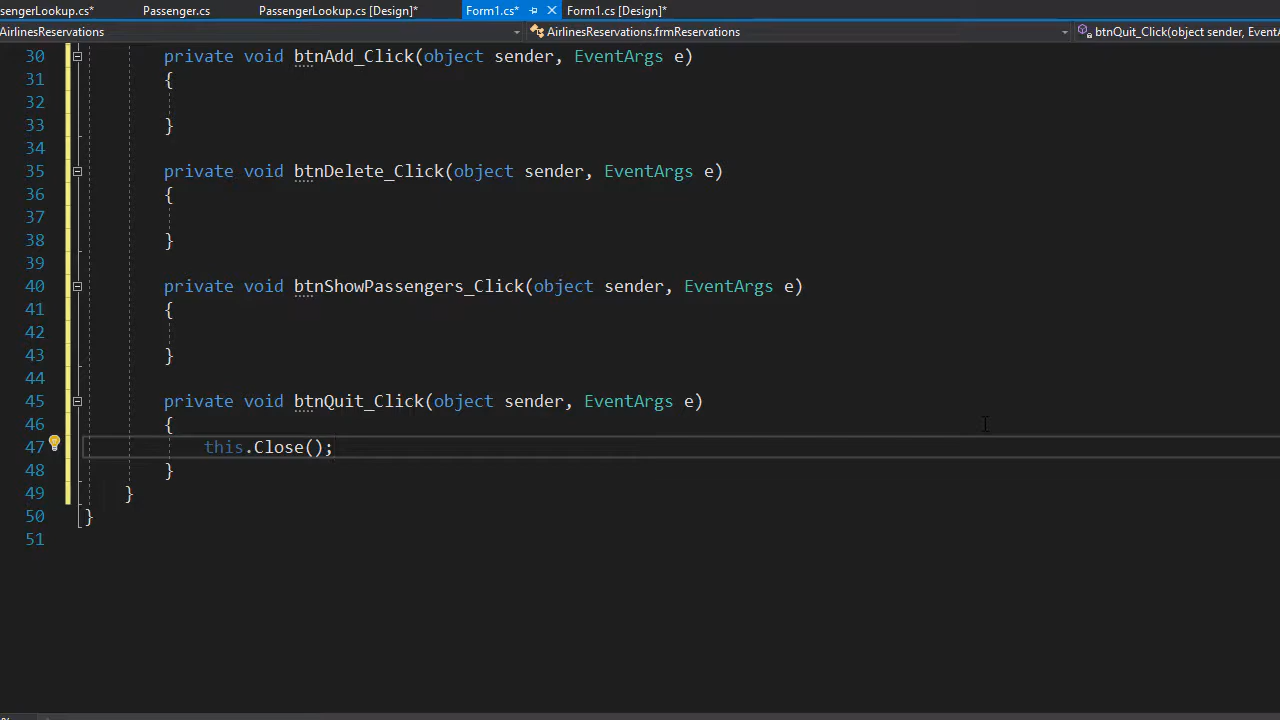 ssengerLookup.cs* Passenger.cs PassengerLookup.cs [Design]* Form1.cs* Form1.cs [Design]*
AirlinesReservations AirlinesReservations.frmReservations btnQuit_Click(object sender, EventA
30 private void btnAdd_Click(object sender, EventArgs e)
31 {
32
33 }
34
35 private void btnDelete_Click(object sender, EventArgs e)
36 {
37
38 }
39
40 private void btnShowPassengers_Click(object sender, EventArgs e)
41 {
42
43 }
44
45 private void btnQuit_Click(object sender, EventArgs e)
46 {
47 this.Close();
48 }
49 }
50 }
51